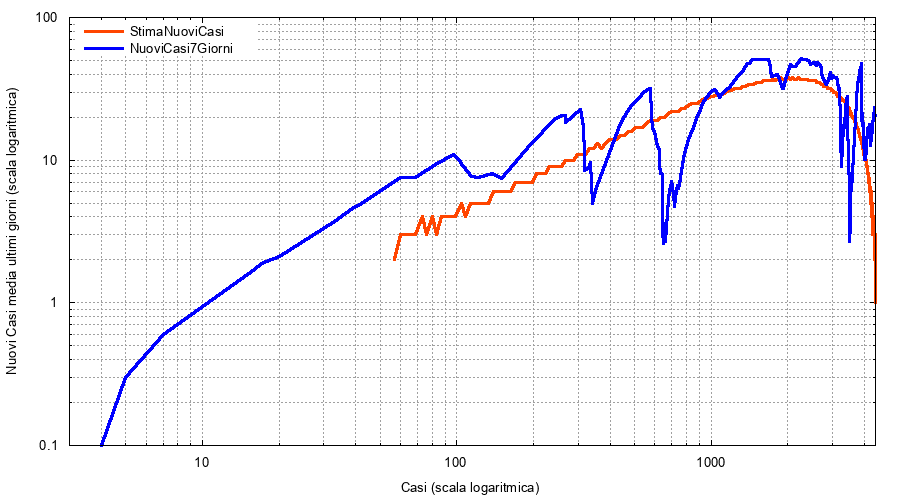 100
StimaNuoviCasi
NuoviCasi7Giorni
10
1
0.1
10
100
1000
Nuovi Casi media ultimi giorni (scala logaritmica)
Casi (scala logaritmica)